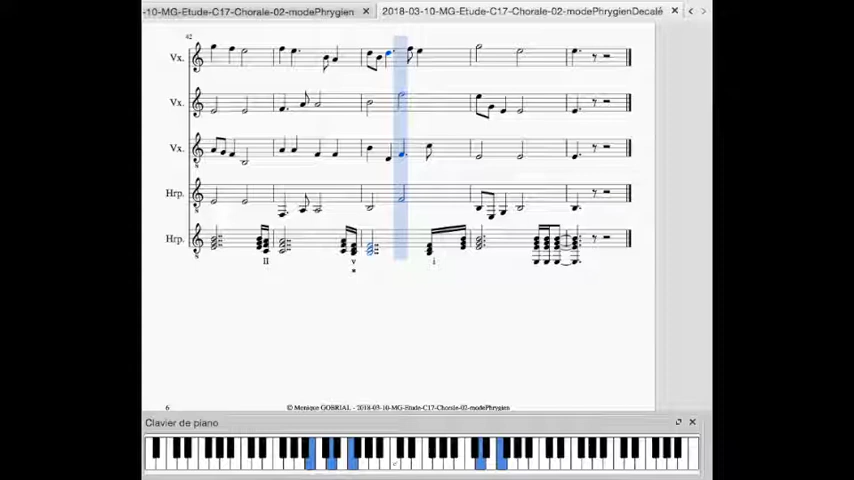 -10-MG-Etude-C17-Chorale-02-modePhrygien
2018-03-10-MG-Etude-C17-Chorale-02-modePhrygienDecalé
42
Vx.
Vx.
Vx.
Hrp.
Hrp.
II
v
i
6
© Monique GOBRIAL - 2018-03-10-MG-Etude-C17-Chorale-02-modePhrygien
Clavier de piano